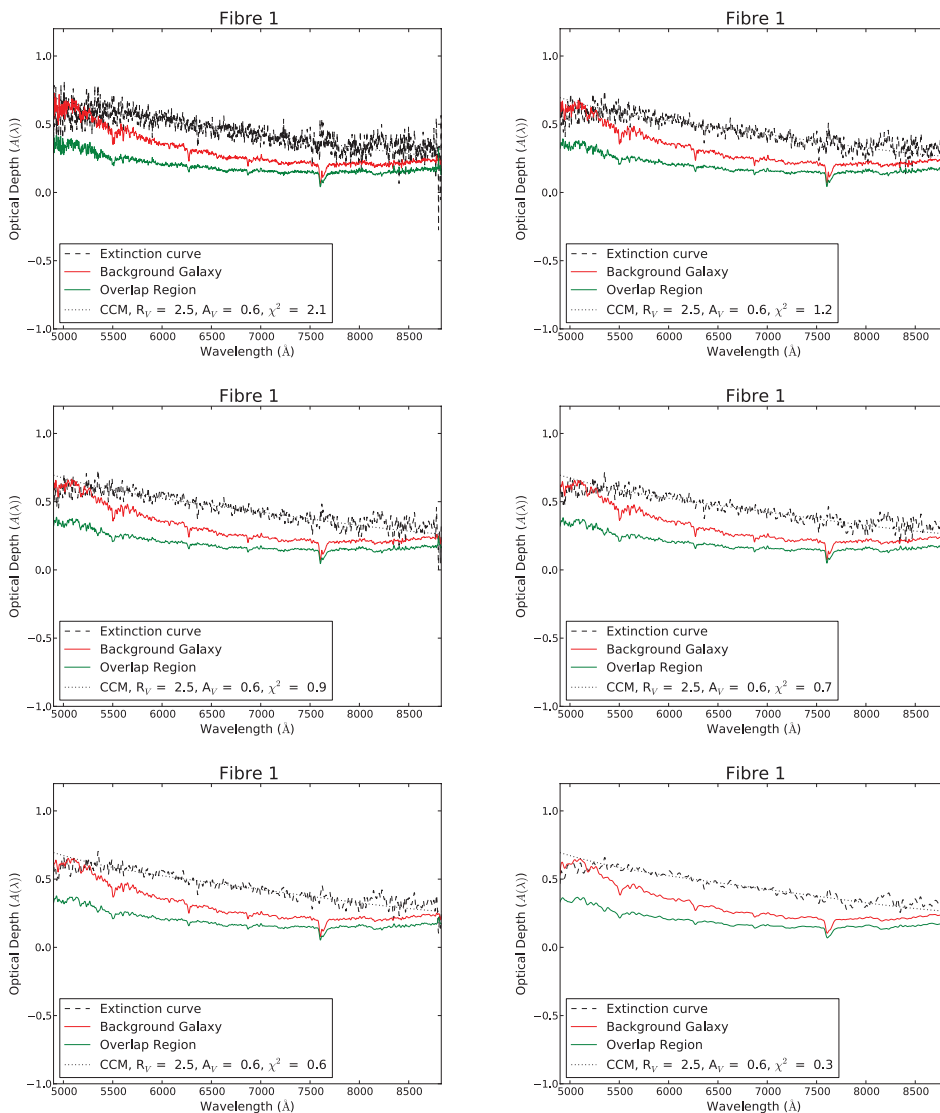 Fibre 1
1.0
0.5
0.0
−0.5
−1.0
Optical Depth (A(λ))
Extinction curve
Background Galaxy
Overlap Region
CCM, R_V = 2.5, A_V = 0.6, χ² = 2.1
5000 5500 6000 6500 7000 7500 8000 8500
Wavelength (Å)
Fibre 1
1.0
0.5
0.0
−0.5
−1.0
Optical Depth (A(λ))
Extinction curve
Background Galaxy
Overlap Region
CCM, R_V = 2.5, A_V = 0.6, χ² = 1.2
5000 5500 6000 6500 7000 7500 8000 8500
Wavelength (Å)
Fibre 1
1.0
0.5
0.0
−0.5
−1.0
Optical Depth (A(λ))
Extinction curve
Background Galaxy
Overlap Region
CCM, R_V = 2.5, A_V = 0.6, χ² = 0.9
5000 5500 6000 6500 7000 7500 8000 8500
Wavelength (Å)
Fibre 1
1.0
0.5
0.0
−0.5
−1.0
Optical Depth (A(λ))
Extinction curve
Background Galaxy
Overlap Region
CCM, R_V = 2.5, A_V = 0.6, χ² = 0.7
5000 5500 6000 6500 7000 7500 8000 8500
Wavelength (Å)
Fibre 1
1.0
0.5
0.0
−0.5
−1.0
Optical Depth (A(λ))
Extinction curve
Background Galaxy
Overlap Region
CCM, R_V = 2.5, A_V = 0.6, χ² = 0.6
5000 5500 6000 6500 7000 7500 8000 8500
Wavelength (Å)
Fibre 1
1.0
0.5
0.0
−0.5
−1.0
Optical Depth (A(λ))
Extinction curve
Background Galaxy
Overlap Region
CCM, R_V = 2.5, A_V = 0.6, χ² = 0.3
5000 5500 6000 6500 7000 7500 8000 8500
Wavelength (Å)